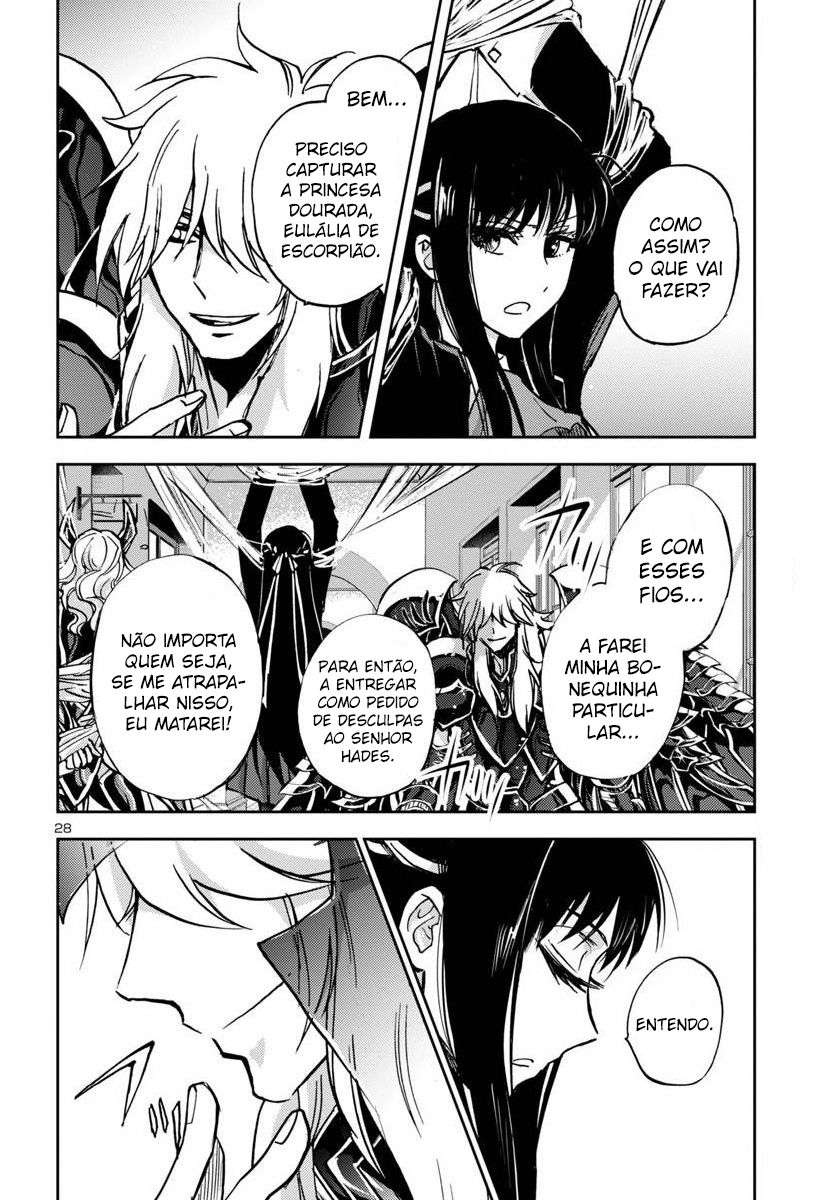 COMO
ASSIM?
O QUE VAI
FAZER?
BEM...
PRECISO
CAPTURAR
A PRINCESA
DOURADA,
EULÁLIA DE
ESCORPIÃO.
E COM
ESSES
FIOS...
A FAREI
MINHA BO-
NEQUINHA
PARTICU-
LAR...
PARA ENTÃO,
A ENTREGAR
COMO PEDIDO
DE DESCULPAS
AO SENHOR
HADES.
NÃO IMPORTA
QUEM SEJA,
SE ME ATRAPA-
LHAR NISSO,
EU MATAREI!
28
ENTENDO.